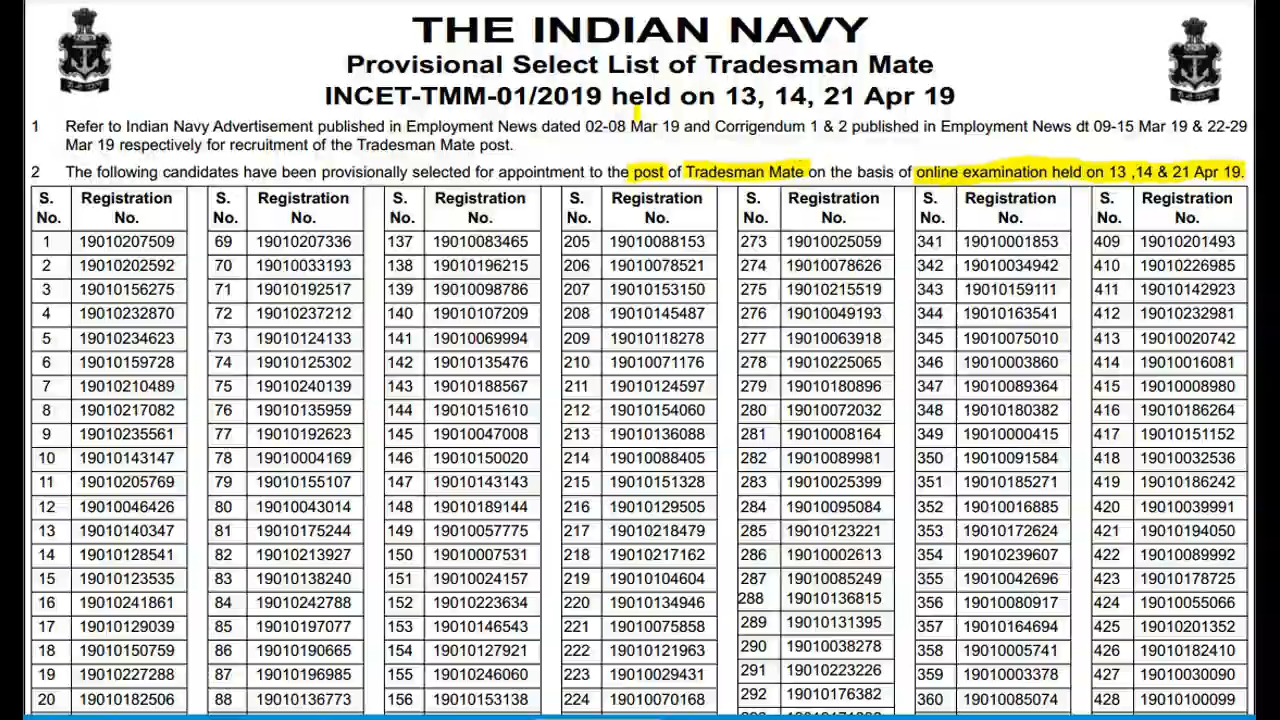 THE INDIAN NAVY
Provisional Select List of Tradesman Mate
INCET-TMM-01/2019 held on 13, 14, 21 Apr 19
1 Refer to Indian Navy Advertisement published in Employment News dated 02-08 Mar 19 and Corrigendum 1 & 2 published in Employment News dt 09-15 Mar 19 & 22-29
Mar 19 respectively for recruitment of the Tradesman Mate post.
2 The following candidates have been provisionally selected for appointment to the post of Tradesman Mate on the basis of online examination held on 13 ,14 & 21 Apr 19.
S. Registration S. Registration S. Registration S. Registration S. Registration S. Registration S. Registration
No. No. No. No. No. No. No. No. No. No. No. No. No. No.
1 19010207509 69 19010207336 137 19010083465 205 19010088153 273 19010025059 341 19010001853 409 19010201493
2 19010202592 70 19010033193 138 19010196215 206 19010078521 274 19010078626 342 19010034942 410 19010226985
3 19010156275 71 19010192517 139 19010098786 207 19010153150 275 19010215519 343 19010159111 411 19010142923
4 19010232870 72 19010237212 140 19010107209 208 19010145487 276 19010049193 344 19010163541 412 19010232981
5 19010234623 73 19010124133 141 19010069994 209 19010118278 277 19010063918 345 19010075010 413 19010020742
6 19010159728 74 19010125302 142 19010135476 210 19010071176 278 19010225065 346 19010003860 414 19010016081
7 19010210489 75 19010240139 143 19010188567 211 19010124597 279 19010180896 347 19010089364 415 19010008980
8 19010217082 76 19010135959 144 19010151610 212 19010154060 280 19010072032 348 19010180382 416 19010186264
9 19010235561 77 19010192623 145 19010047008 213 19010136088 281 19010008164 349 19010000415 417 19010151152
10 19010143147 78 19010004169 146 19010150020 214 19010088405 282 19010089981 350 19010091584 418 19010032536
11 19010205769 79 19010155107 147 19010143143 215 19010151328 283 19010025399 351 19010185271 419 19010186242
12 19010046426 80 19010043014 148 19010189144 216 19010129505 284 19010095084 352 19010016885 420 19010039991
13 19010140347 81 19010175244 149 19010057775 217 19010218479 285 19010123221 353 19010172624 421 19010194050
14 19010128541 82 19010213927 150 19010007531 218 19010217162 286 19010002613 354 19010239607 422 19010089992
15 19010123535 83 19010138240 151 19010024157 219 19010104604 287 19010085249 355 19010042696 423 19010178725
16 19010241861 84 19010242788 152 19010223634 220 19010134946 288 19010136815 356 19010080917 424 19010055066
17 19010129039 85 19010197077 153 19010146543 221 19010075858 289 19010131395 357 19010164694 425 19010201352
18 19010150759 86 19010190665 154 19010127921 222 19010121963 290 19010038278 358 19010005741 426 19010182410
19 19010227288 87 19010196985 155 19010246060 223 19010029431 291 19010223226 359 19010003378 427 19010030090
20 19010182506 88 19010136773 156 19010153138 224 19010070168 292 19010176382 360 19010085074 428 19010100099